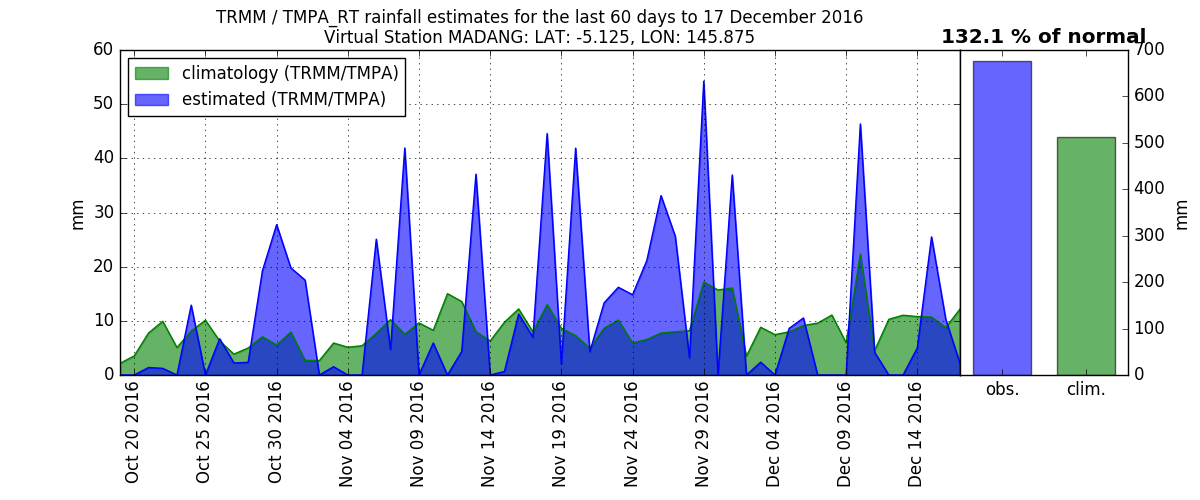 TRMM / TMPA_RT rainfall estimates for the last 60 days to 17 December 2016
Virtual Station MADANG: LAT: -5.125, LON: 145.875
132.1 % of normal
climatology (TRMM/TMPA)
estimated (TRMM/TMPA)
60
50
40
30
20
10
0
mm
Oct 20 2016
Oct 25 2016
Oct 30 2016
Nov 04 2016
Nov 09 2016
Nov 14 2016
Nov 19 2016
Nov 24 2016
Nov 29 2016
Dec 04 2016
Dec 09 2016
Dec 14 2016
obs.
clim.
700
600
500
400
300
200
100
0
mm